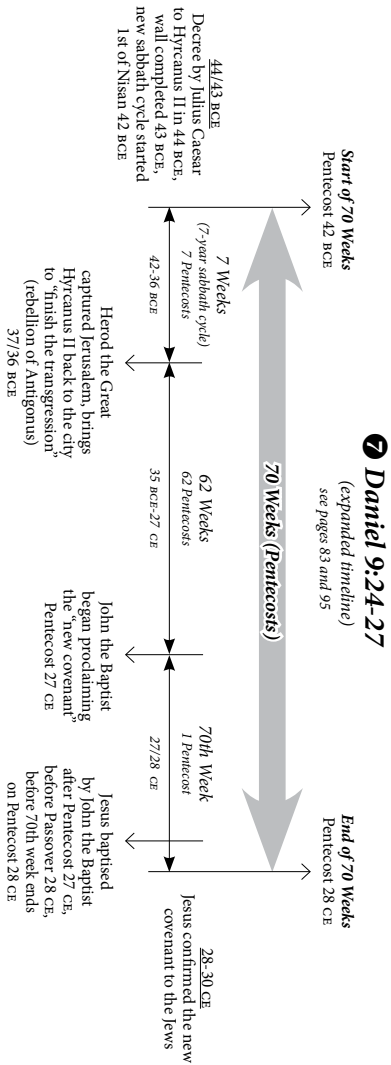 ❼ Daniel 9:24-27
(expanded timeline)
see pages 83 and 95
Start of 70 Weeks
Pentecost 42 BCE
End of 70 Weeks
Pentecost 28 CE
70 Weeks (Pentecosts)
44/43 BCE
Decree by Julius Caesar
to Hyrcanus II in 44 BCE,
wall completed 43 BCE,
new sabbath cycle started
1st of Nisan 42 BCE
7 Weeks
(7-year sabbath cycle)
7 Pentecosts
42-36 BCE
62 Weeks
62 Pentecosts
35 BCE-27 CE
70th Week
1 Pentecost
27/28 CE
28-30 CE
Jesus confirmed the new
covenant to the Jews
Herod the Great
captured Jerusalem, brings
Hyrcanus II back to the city
to “finish the transgression”
(rebellion of Antigonus)
37/36 BCE
John the Baptist
began proclaiming
the “new covenant”
Pentecost 27 CE
Jesus baptised
by John the Baptist
after Pentecost 27 CE,
before Passover 28 CE,
before 70th week ends
on Pentecost 28 CE